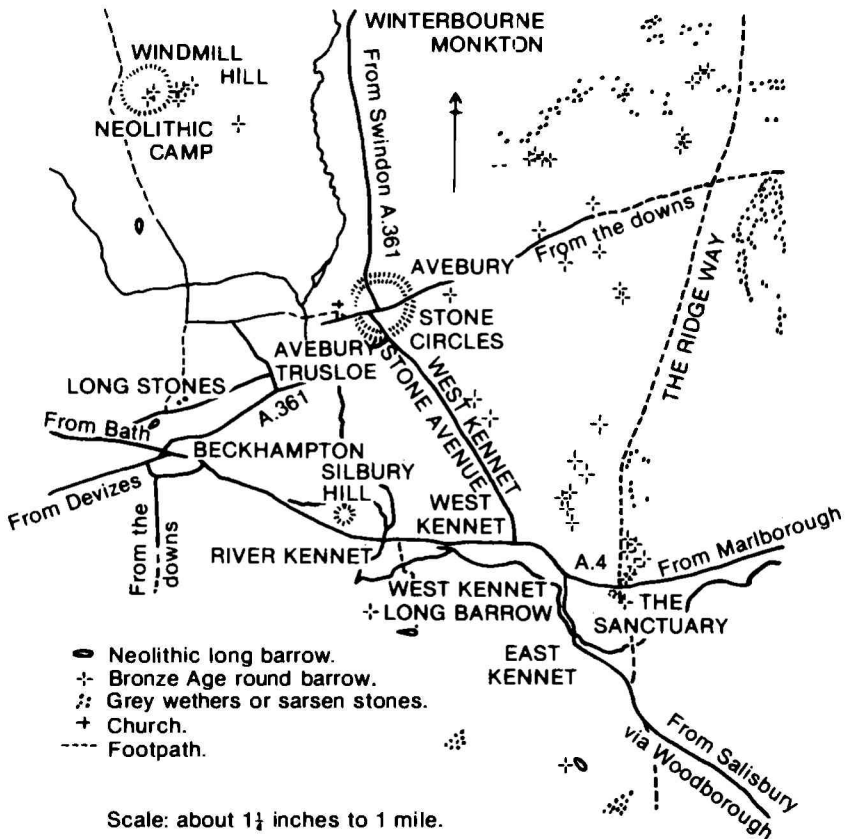 WINTERBOURNE
MONKTON
WINDMILL
HILL
NEOLITHIC
CAMP
From Swindon A.361
From the downs
AVEBURY
STONE
CIRCLES
THE RIDGE WAY
AVEBURY
TRUSLOE
LONG STONES
A.361
WEST KENNET
STONE AVENUE
From Bath
BECKHAMPTON
SILBURY
HILL
From Devizes
From the
downs
WEST
KENNET
RIVER KENNET
A.4
From Marlborough
WEST KENNET
LONG BARROW
THE
SANCTUARY
EAST
KENNET
From Salisbury
via Woodborough
Neolithic long barrow.
Bronze Age round barrow.
Grey wethers or sarsen stones.
Church.
Footpath.
Scale: about 1¼ inches to 1 mile.